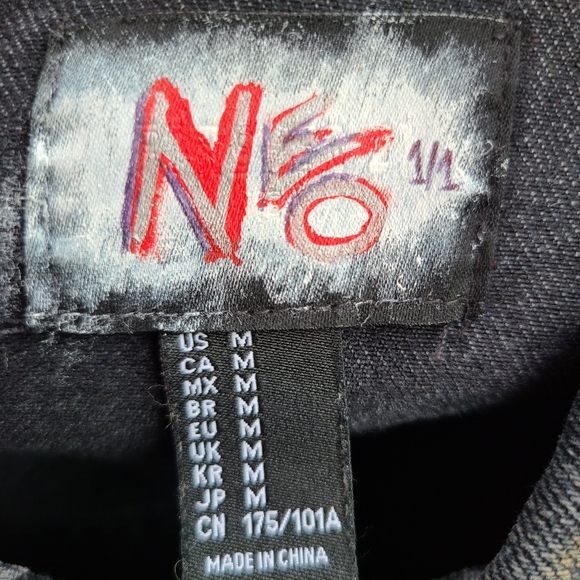 NEO 1/1
US M
CA M
MX M
BR M
EU M
UK M
KR M
JP M
CN 175/101A
MADE IN CHINA